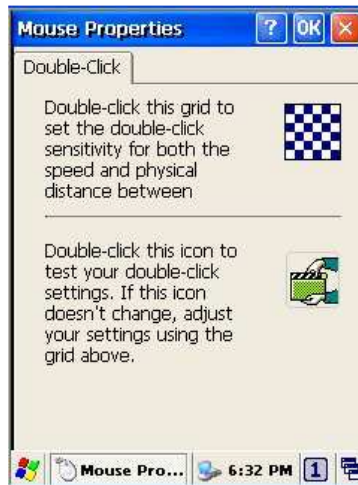 Mouse Properties ? OK ×
Double-Click
Double-click this grid to
set the double-click
sensitivity for both the
speed and physical
distance between
Double-click this icon to
test your double-click
settings. If this icon
doesn't change, adjust
your settings using the
grid above.
Mouse Pro... 6:32 PM 1